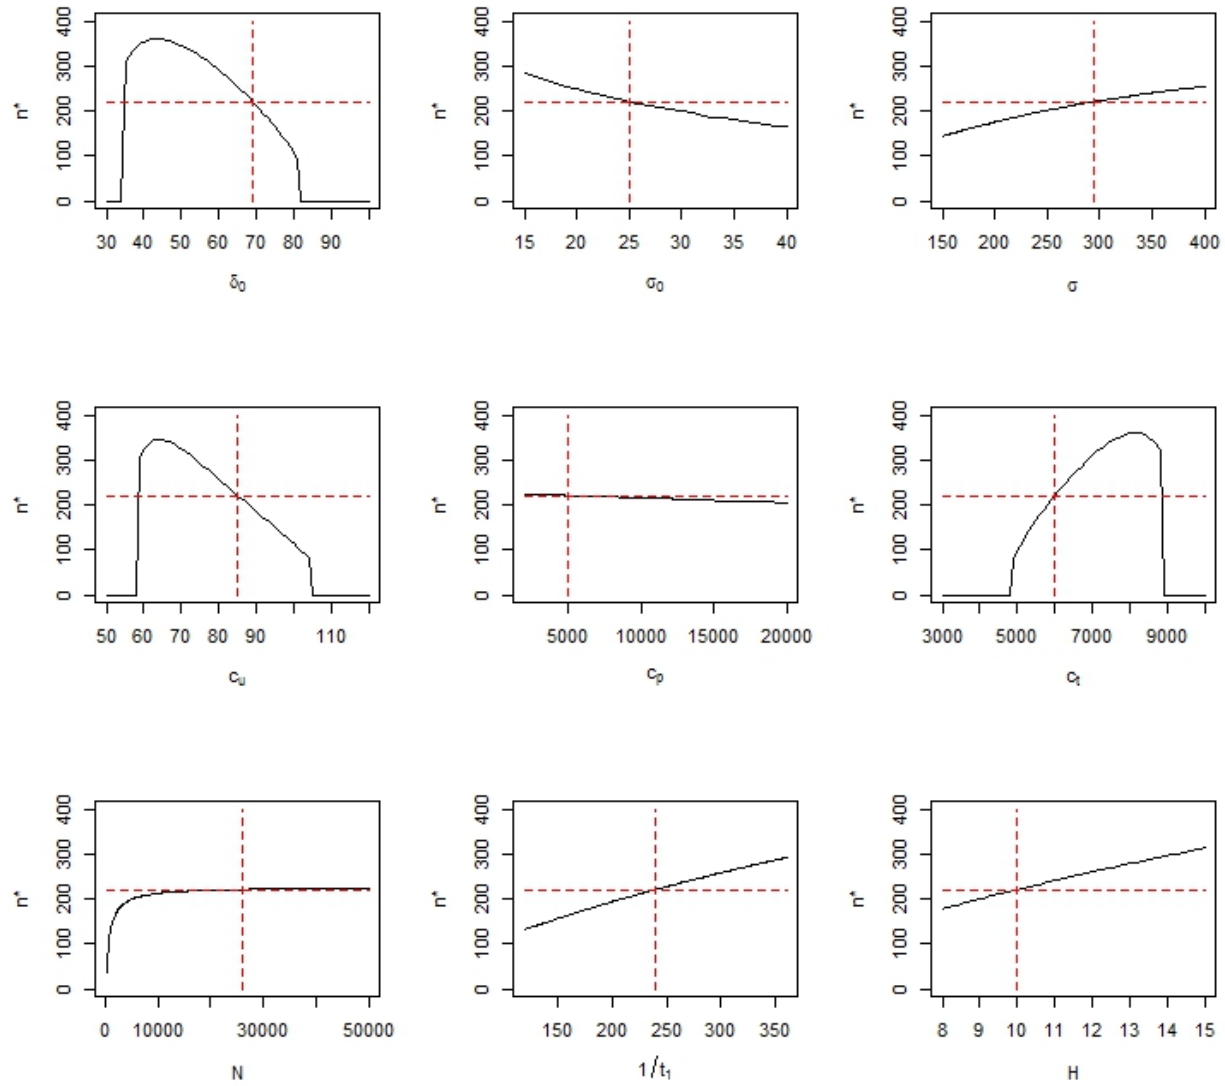 n*
0 100 200 300 400
30 40 50 60 70 80 90
δ₀
n*
0 100 200 300 400
15 20 25 30 35 40
σ₀
n*
0 100 200 300 400
150 200 250 300 350 400
σ
n*
0 100 200 300 400
50 60 70 80 90 110
cᵤ
n*
0 100 200 300 400
5000 10000 15000 20000
cₚ
n*
0 100 200 300 400
3000 5000 7000 9000
cₜ
n*
0 100 200 300 400
0 10000 30000 50000
N
n*
0 100 200 300 400
150 200 250 300 350
1/t₁
n*
0 100 200 300 400
8 9 10 11 12 13 14 15
H